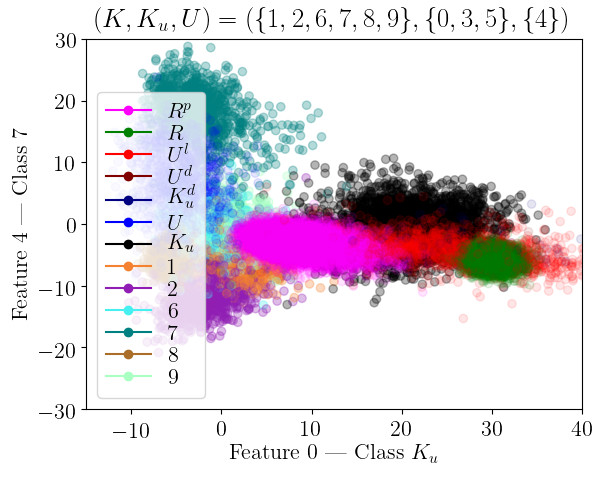 (K, K_u, U) = ({1, 2, 6, 7, 8, 9}, {0, 3, 5}, {4})
30
20
10
0
−10
−20
−30
Feature 4 — Class 7
R^p
R
U^l
U^d
K_u^d
U
K_u
1
2
6
7
8
9
−10
0
10
20
30
40
Feature 0 — Class K_u